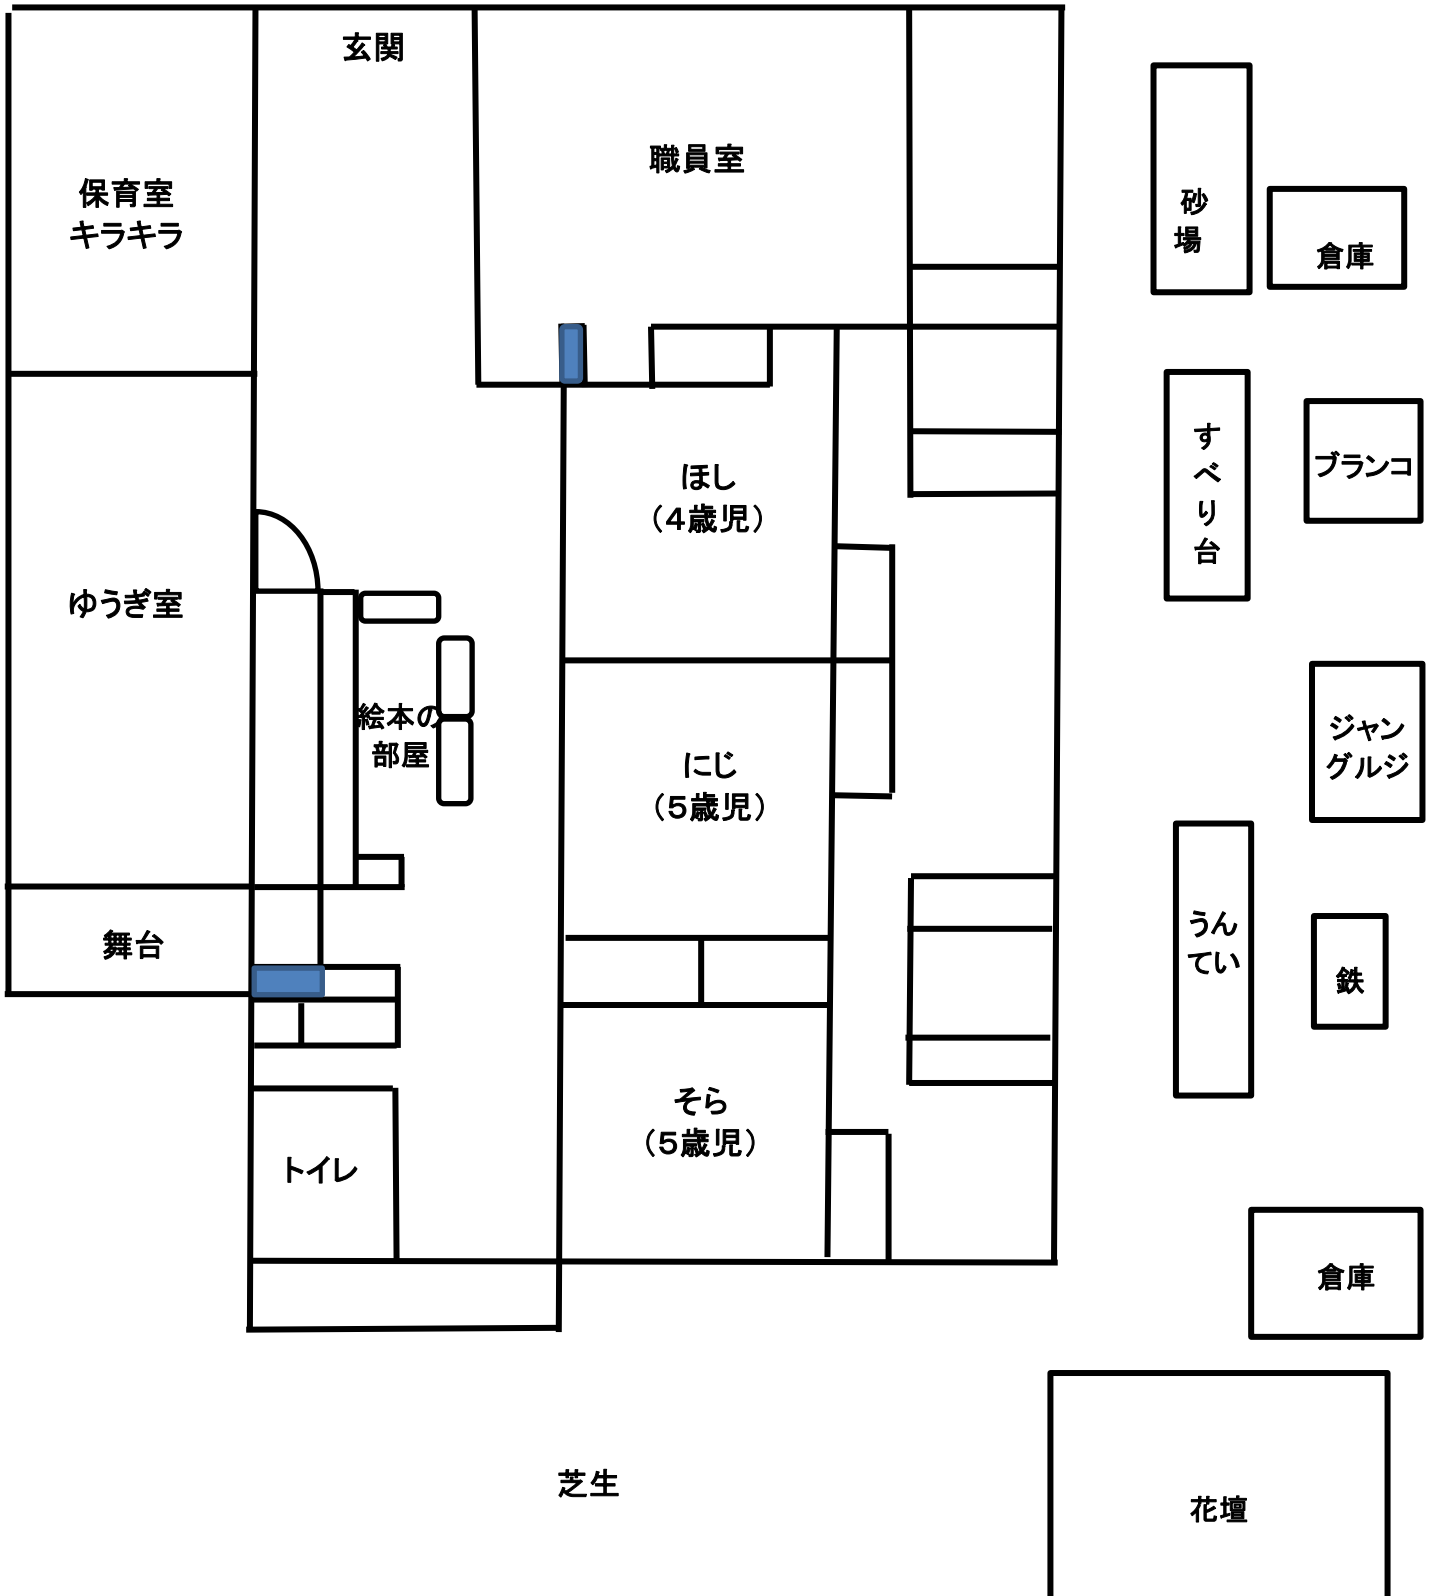 玄関
職員室
保育室
キラキラ
砂
場
倉庫
ほし
（４歳児）
す
べ
り
台
ブランコ
ゆうぎ室
絵本の
部屋
にじ
（５歳児）
ジャン
グルジ
舞台
うん
てい
鉄
そら
（５歳児）
トイレ
倉庫
芝生
花壇